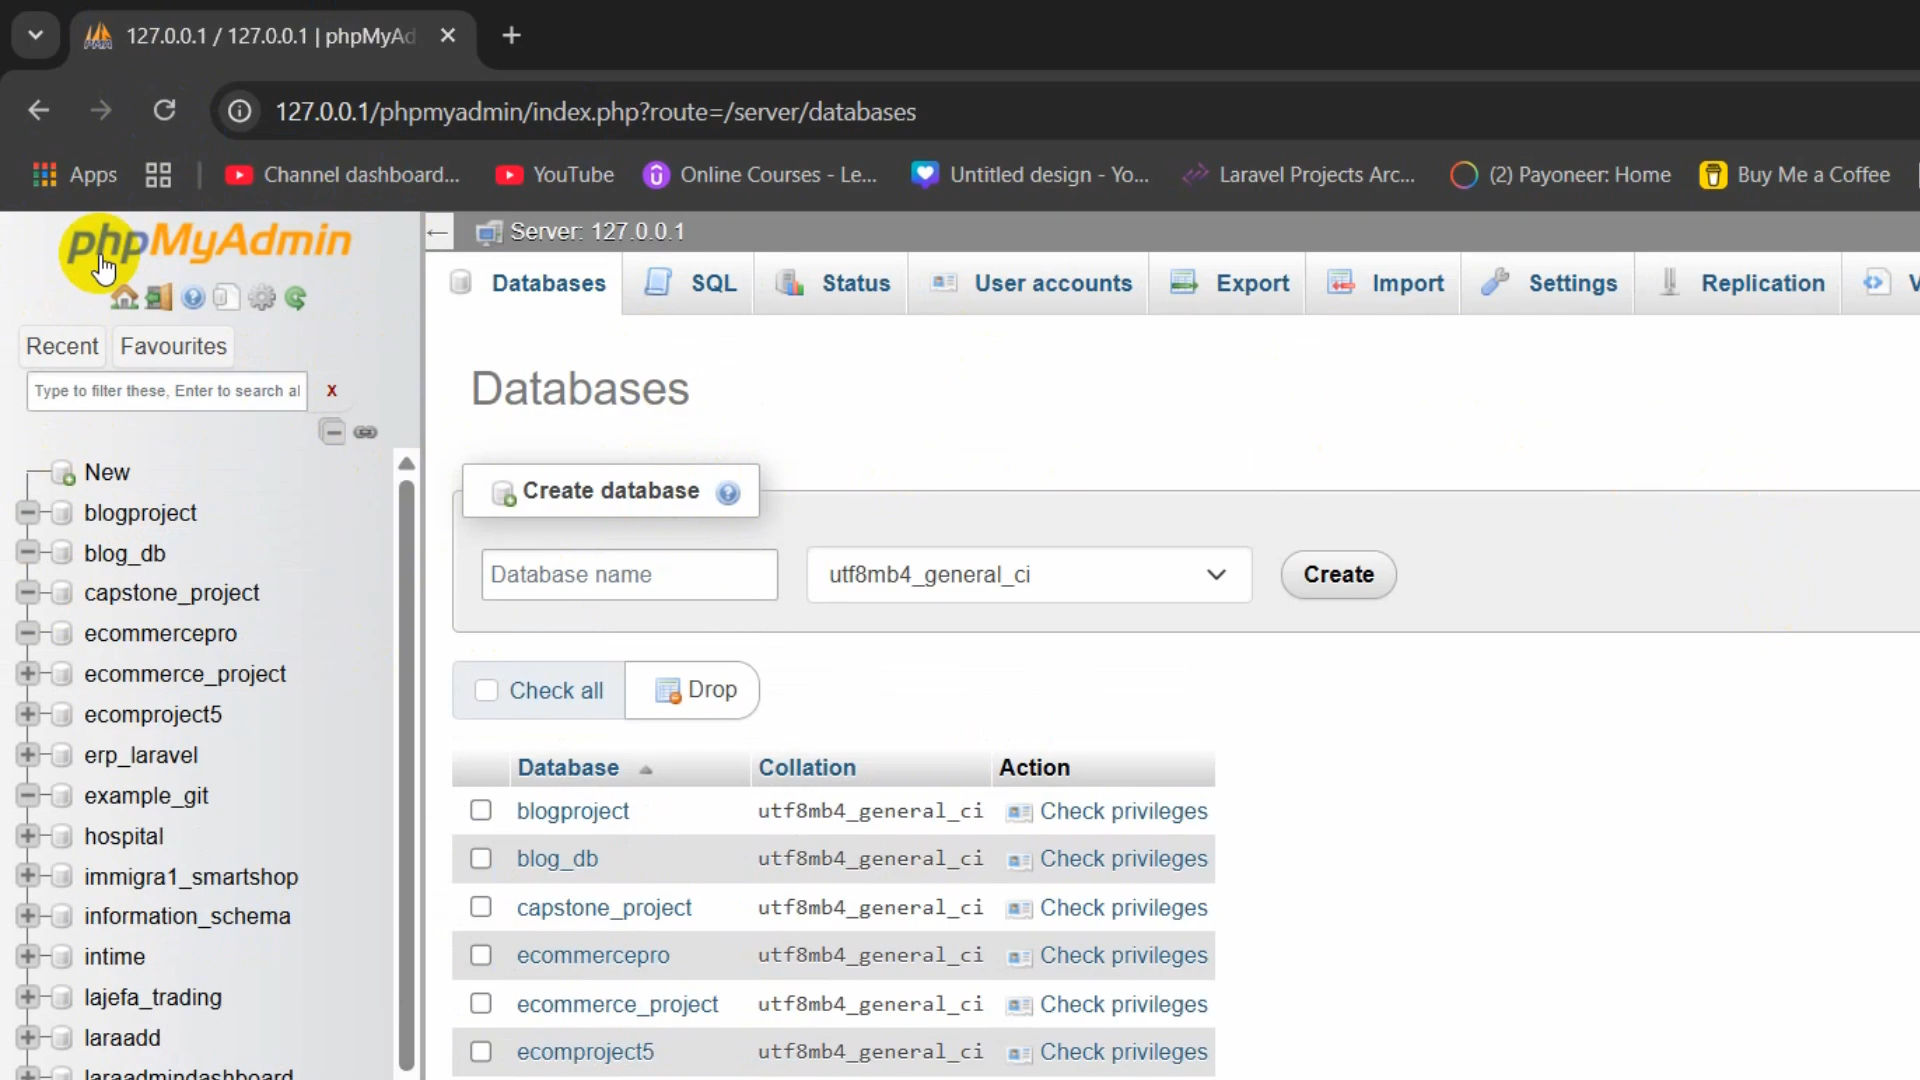 127.0.0.1 / 127.0.0.1 | phpMyAd
127.0.0.1/phpmyadmin/index.php?route=/server/databases
Apps
Channel dashboard...
YouTube
Online Courses - Le...
Untitled design - Yo...
Laravel Projects Arc...
(2) Payoneer: Home
Buy Me a Coffee
phpMyAdmin
Recent
Favourites
Type to filter these, Enter to search al
X
New
blogproject
blog_db
capstone_project
ecommercepro
ecommerce_project
ecomproject5
erp_laravel
example_git
hospital
immigra1_smartshop
information_schema
intime
lajefa_trading
laraadd
laraadmindashboard
Server: 127.0.0.1
Databases
SQL
Status
User accounts
Export
Import
Settings
Replication
V
Databases
Create database
Database name
utf8mb4_general_ci
Create
Check all
Drop
Database Collation Action
blogproject utf8mb4_general_ci Check privileges
blog_db utf8mb4_general_ci Check privileges
capstone_project utf8mb4_general_ci Check privileges
ecommercepro utf8mb4_general_ci Check privileges
ecommerce_project utf8mb4_general_ci Check privileges
ecomproject5 utf8mb4_general_ci Check privileges